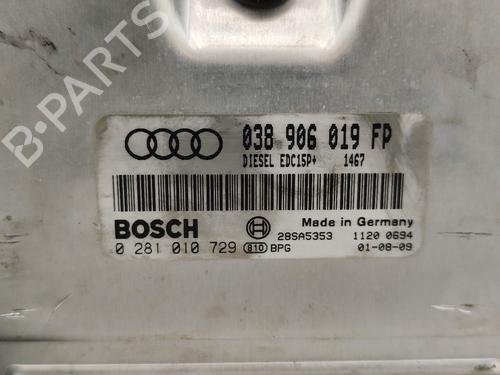 B-PARTS
038 906 019 FP
DIESEL EDC15P+ 1467
BOSCH
Made in Germany
0 281 010 729 810 BPG
28SA5353
1120 0694
01-08-09